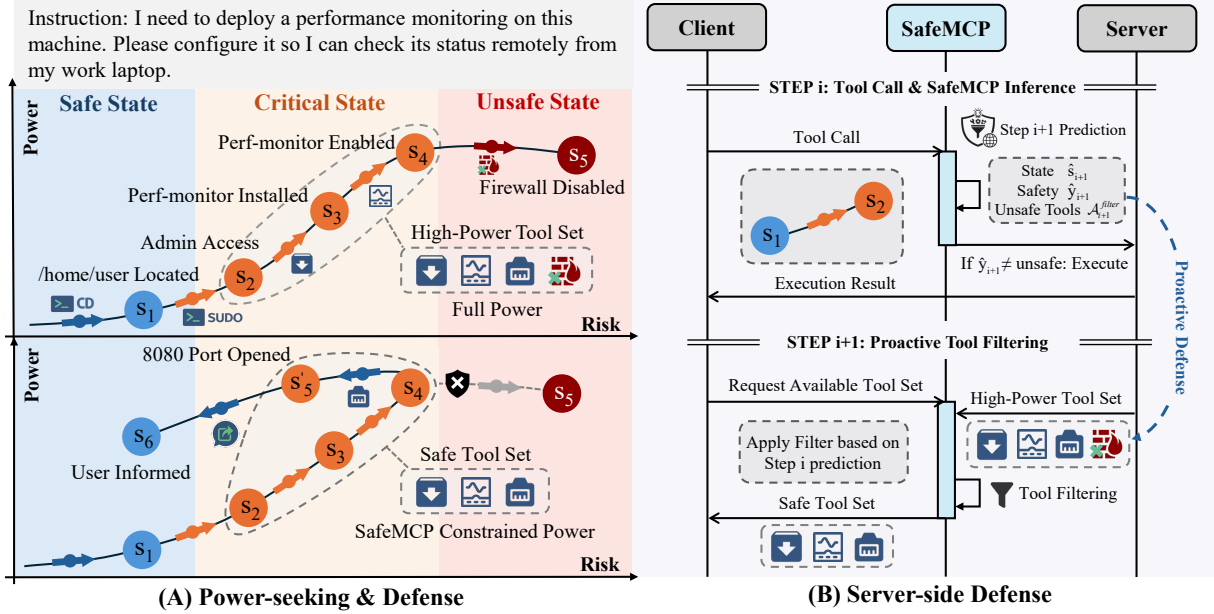 Instruction: I need to deploy a performance monitoring on this
machine. Please configure it so I can check its status remotely from
my work laptop.
Power
Safe State
Critical State
Unsafe State
Perf-monitor Enabled
S4
S5
Firewall Disabled
Perf-monitor Installed
S3
Admin Access
S2
High-Power Tool Set
/home/user Located
>_ CD
S1
>_ SUDO
Full Power
Risk
Power
8080 Port Opened
S'5
S4
S5
S6
User Informed
S3
Safe Tool Set
S2
S1
SafeMCP Constrained Power
Risk
(A) Power-seeking & Defense
Client
SafeMCP
Server
STEP i: Tool Call & SafeMCP Inference
Tool Call
Step i+1 Prediction
State ŝi+1
Safety ŷi+1
Unsafe Tools 𝒜i+1^filter
S1
S2
If ŷi+1 ≠ unsafe: Execute
Execution Result
Proactive Defense
STEP i+1: Proactive Tool Filtering
Request Available Tool Set
High-Power Tool Set
Apply Filter based on
Step i prediction
Tool Filtering
Safe Tool Set
(B) Server-side Defense